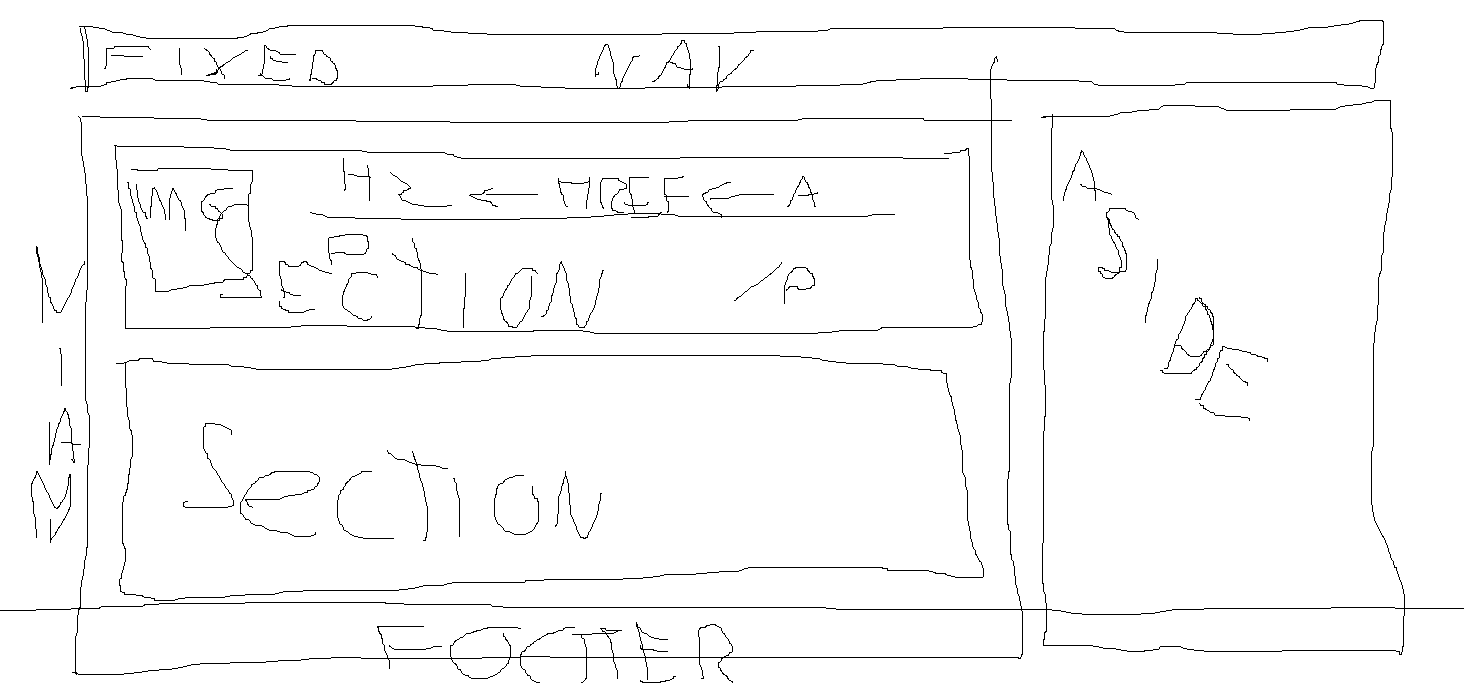 FIXED NAV
IMG H2 ← HREF ← A
P
SECTION /P
MAIN
ASIDE
Section
FOOTER